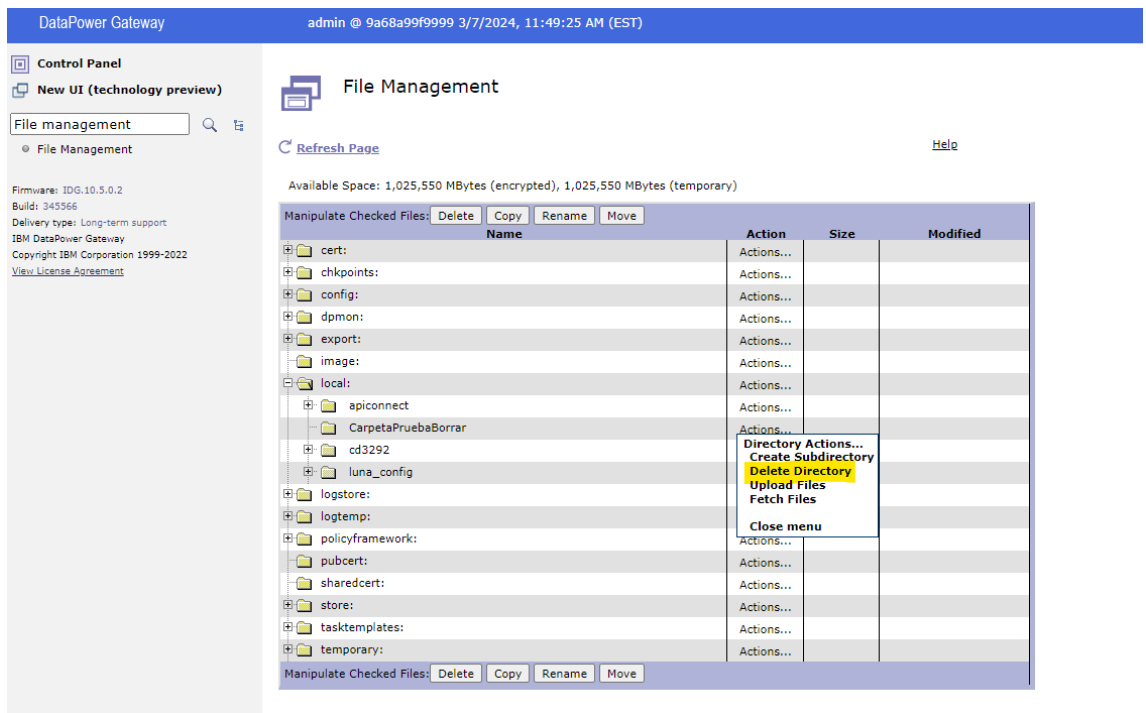 DataPower Gateway admin @ 9a68a99f9999 3/7/2024, 11:49:25 AM (EST)
Control Panel
New UI (technology preview)
File management
File Management
Firmware: IDG.10.5.0.2
Build: 345566
Delivery type: Long-term support
IBM DataPower Gateway
Copyright IBM Corporation 1999-2022
View License Agreement
File Management
Refresh Page Help
Available Space: 1,025,550 MBytes (encrypted), 1,025,550 MBytes (temporary)
Manipulate Checked Files: Delete Copy Rename Move
Name Action Size Modified
cert: Actions...
chkpoints: Actions...
config: Actions...
dpmon: Actions...
export: Actions...
image: Actions...
local: Actions...
apiconnect Actions...
CarpetaPruebaBorrar Actions...
cd3292
luna_config
Directory Actions...
Create Subdirectory
Delete Directory
Upload Files
Fetch Files
Close menu
logstore:
logtemp:
policyframework: Actions...
pubcert: Actions...
sharedcert: Actions...
store: Actions...
tasktemplates: Actions...
temporary: Actions...
Manipulate Checked Files: Delete Copy Rename Move